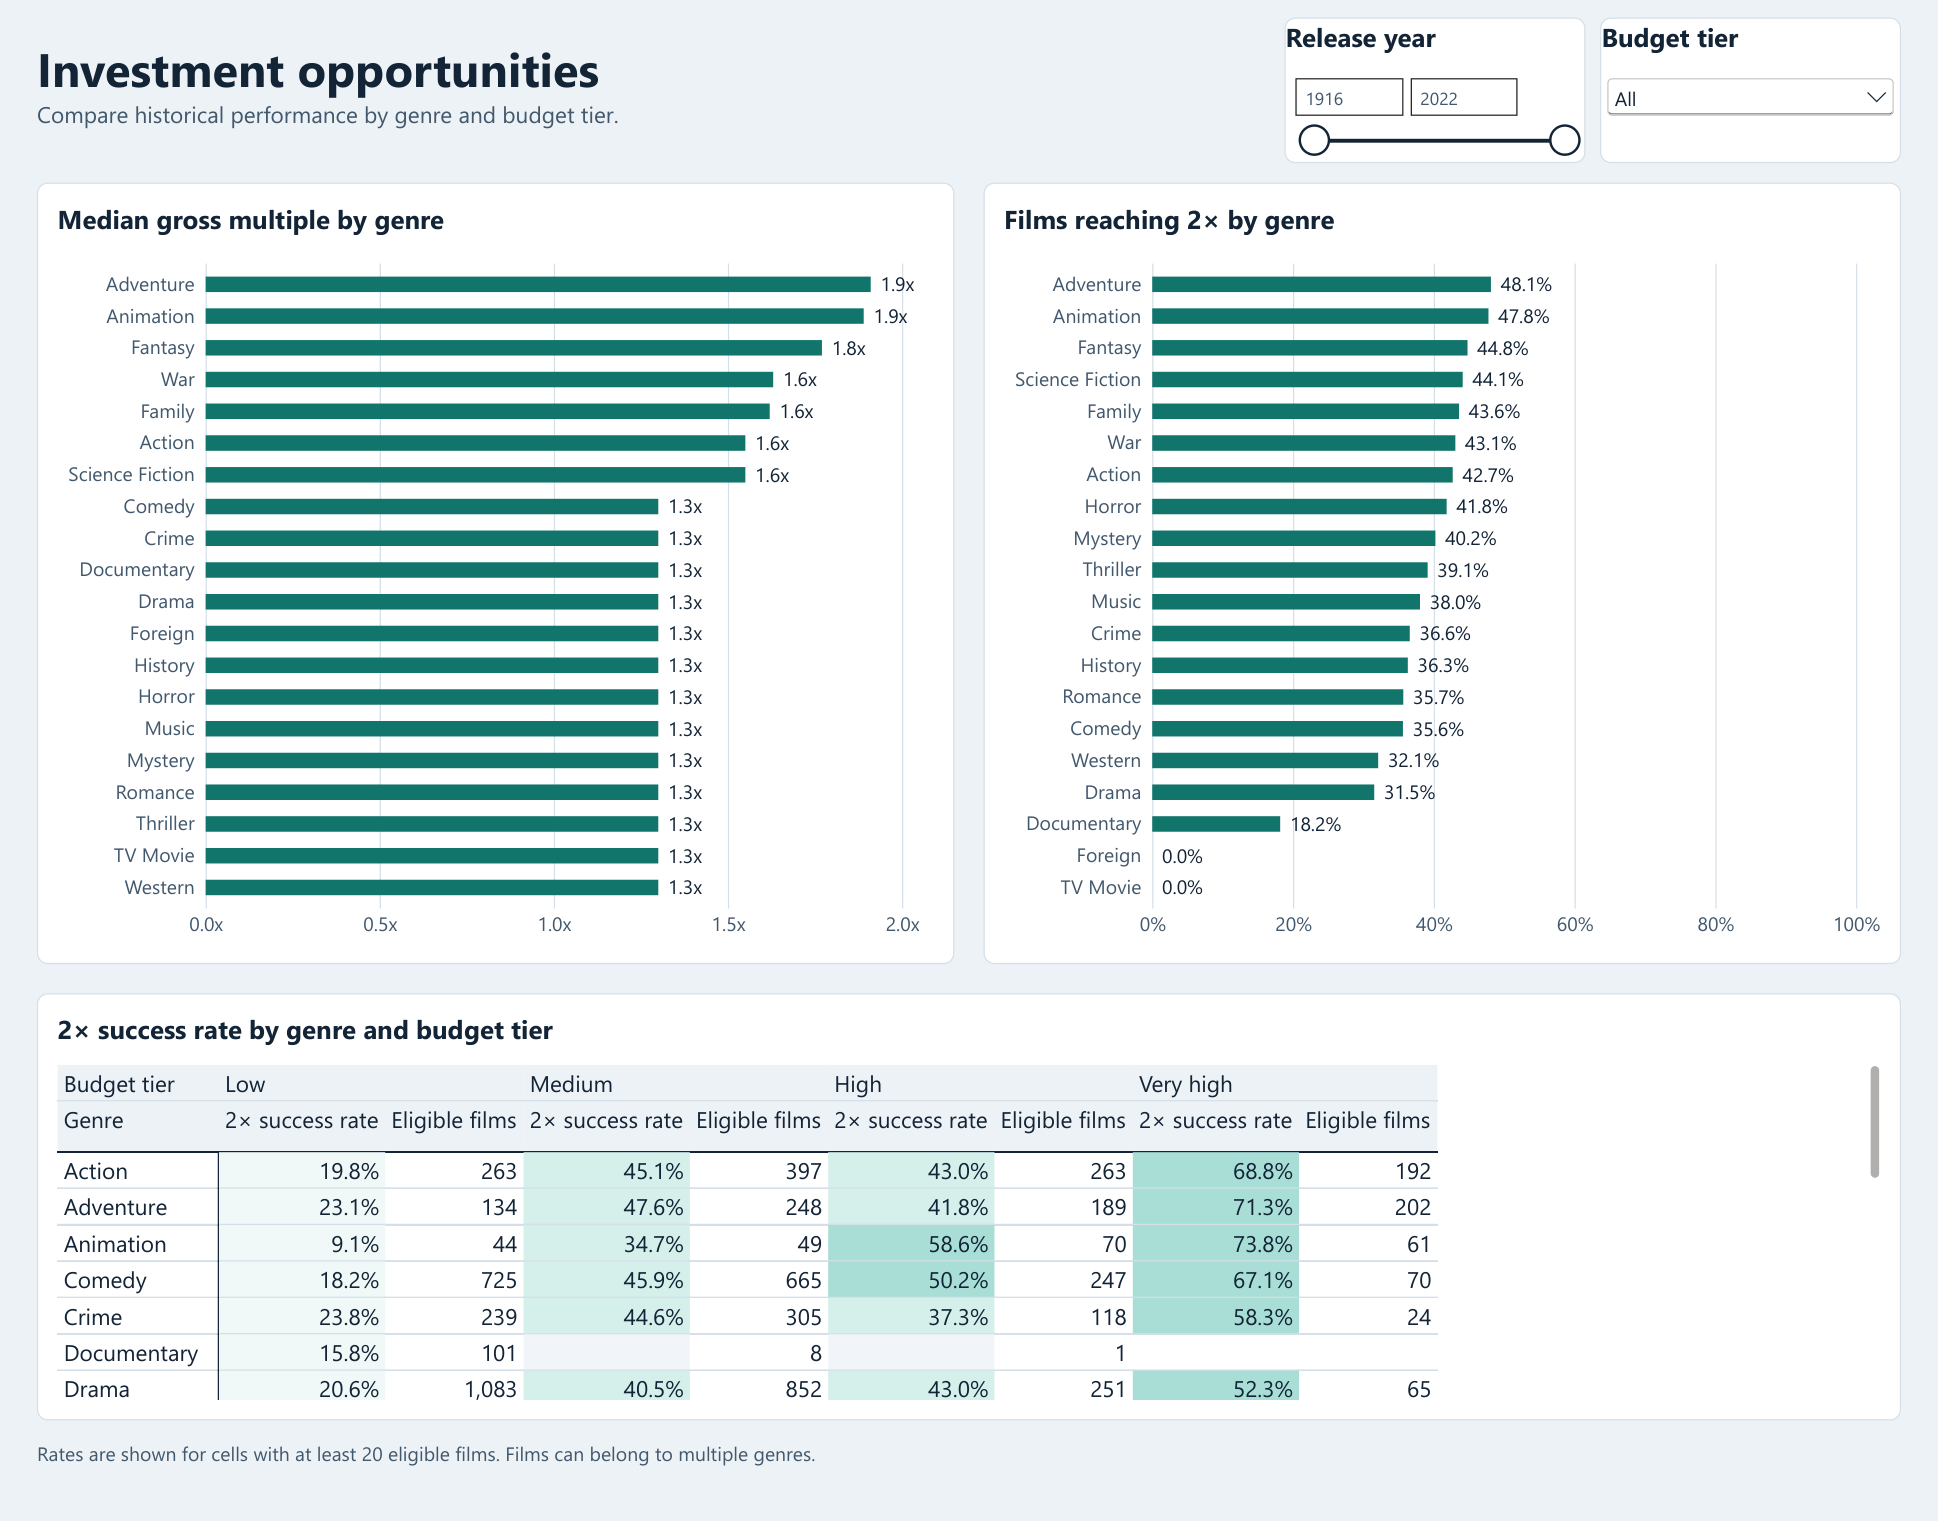 Investment opportunities
Compare historical performance by genre and budget tier.
Release year
1916 2022
Budget tier
All
Median gross multiple by genre
Adventure 1.9x
Animation 1.9x
Fantasy 1.8x
War 1.6x
Family 1.6x
Action 1.6x
Science Fiction 1.6x
Comedy 1.3x
Crime 1.3x
Documentary 1.3x
Drama 1.3x
Foreign 1.3x
History 1.3x
Horror 1.3x
Music 1.3x
Mystery 1.3x
Romance 1.3x
Thriller 1.3x
TV Movie 1.3x
Western 1.3x
0.0x 0.5x 1.0x 1.5x 2.0x
Films reaching 2× by genre
Adventure 48.1%
Animation 47.8%
Fantasy 44.8%
Science Fiction 44.1%
Family 43.6%
War 43.1%
Action 42.7%
Horror 41.8%
Mystery 40.2%
Thriller 39.1%
Music 38.0%
Crime 36.6%
History 36.3%
Romance 35.7%
Comedy 35.6%
Western 32.1%
Drama 31.5%
Documentary 18.2%
Foreign 0.0%
TV Movie 0.0%
0% 20% 40% 60% 80% 100%
2× success rate by genre and budget tier
Budget tier Low Medium High Very high
Genre 2× success rate Eligible films 2× success rate Eligible films 2× success rate Eligible films 2× success rate Eligible films
Action 19.8% 263 45.1% 397 43.0% 263 68.8% 192
Adventure 23.1% 134 47.6% 248 41.8% 189 71.3% 202
Animation 9.1% 44 34.7% 49 58.6% 70 73.8% 61
Comedy 18.2% 725 45.9% 665 50.2% 247 67.1% 70
Crime 23.8% 239 44.6% 305 37.3% 118 58.3% 24
Documentary 15.8% 101 8 1
Drama 20.6% 1,083 40.5% 852 43.0% 251 52.3% 65
Rates are shown for cells with at least 20 eligible films. Films can belong to multiple genres.